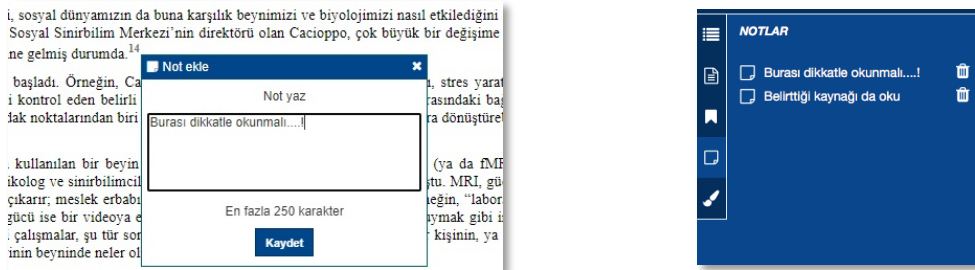 i, sosyal dünyamızın da buna karşılık beynimizi ve biyolojimizi nasıl etkilediğini
Sosyal Sinirbilim Merkezi'nin direktörü olan Cacioppo, çok büyük bir değişime
ne gelmiş durumda.14
Not ekle
başladı. Örneğin, Ca ı, stres yarat
i kontrol eden belirli rasındaki bağ
dak noktalarından biri ra dönüştüre
Not yaz
Burası dikkatle okunmalı....!
kullanılan bir beyin (ya da fMR
ikolog ve sinirbilimcil ştu. MRI, gü
çıkarır; meslek erbabı neğin, “labor
gücü ise bir videoya e uymak gibi i
i çalışmalar, şu tür sor r kişinin, ya
inin beyninde neler ol
En fazla 250 karakter
Kaydet
NOTLAR
Burası dikkatle okunmalı....!
Belirttiği kaynağı da oku